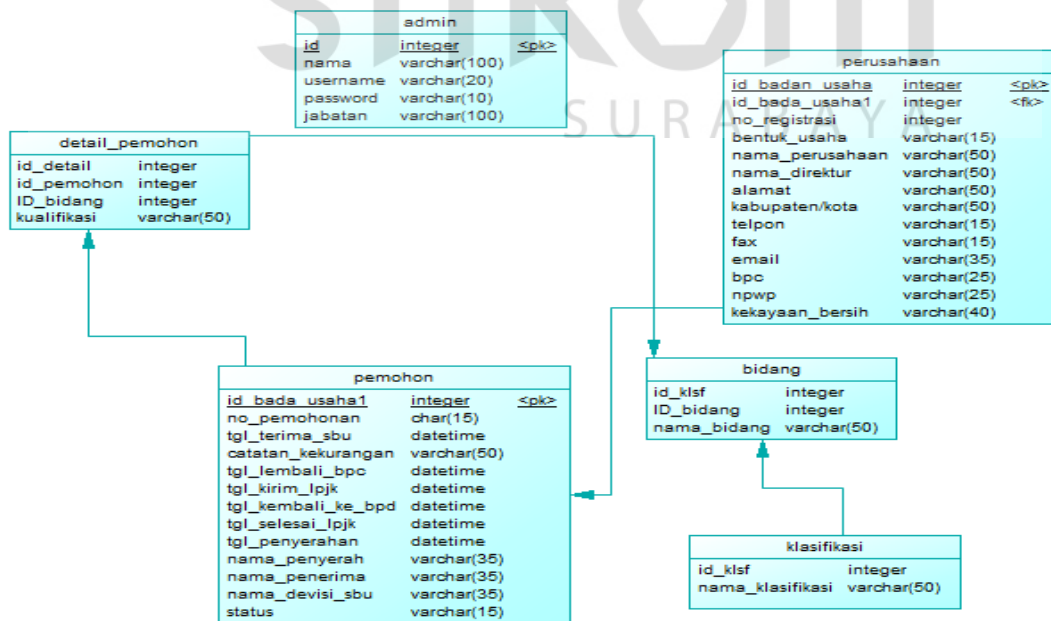 stikom
SURABAYA
admin
id integer <pk>
nama varchar(100)
username varchar(20)
password varchar(10)
jabatan varchar(100)
perusahaan
id_badan_usaha integer <pk>
id_bada_usaha1 integer <fk>
no_registrasi integer
bentuk_usaha varchar(15)
nama_perusahaan varchar(50)
nama_direktur varchar(50)
alamat varchar(50)
kabupaten/kota varchar(50)
telpon varchar(15)
fax varchar(15)
email varchar(35)
bpc varchar(25)
npwp varchar(25)
kekayaan_bersih varchar(40)
detail_pemohon
id_detail integer
id_pemohon integer
ID_bidang integer
kualifikasi varchar(50)
pemohon
id_bada_usaha1 integer <pk>
no_pemohonan char(15)
tgl_terima_sbu datetime
catatan_kekurangan varchar(50)
tgl_lembali_bpc datetime
tgl_kirim_lpjk datetime
tgl_kembali_ke_bpd datetime
tgl_selesai_lpjk datetime
tgl_penyerahan datetime
nama_penyerah varchar(35)
nama_penerima varchar(35)
nama_devisi_sbu varchar(35)
status varchar(15)
bidang
id_klsf integer
ID_bidang integer
nama_bidang varchar(50)
klasifikasi
id_klsf integer
nama_klasifikasi varchar(50)